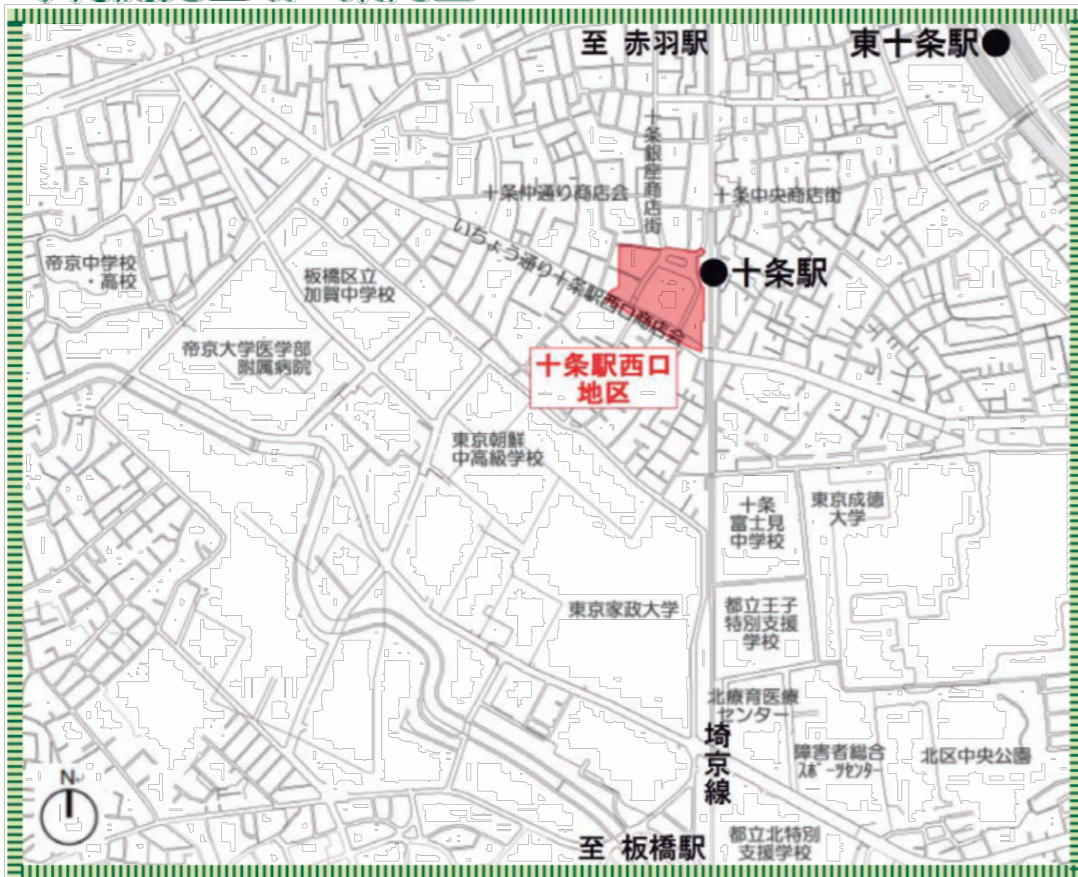 至 赤羽駅
東十条駅●
十条銀座商店街
十条仲通り商店会
十条中央商店街
いちょう通り十条駅西口商店会
●十条駅
帝京中学校
・高校
板橋区立
加賀中学校
帝京大学医学部
附属病院
十条駅西口
地区
東京朝鮮
中高級学校
十条
富士見
中学校
東京成徳
大学
東京家政大学
都立王子
特別支援
学校
北療育医療
センター
埼京線
障害者総合
スポーツセンター
北区中央公園
N
至 板橋駅
都立北特別
支援学校